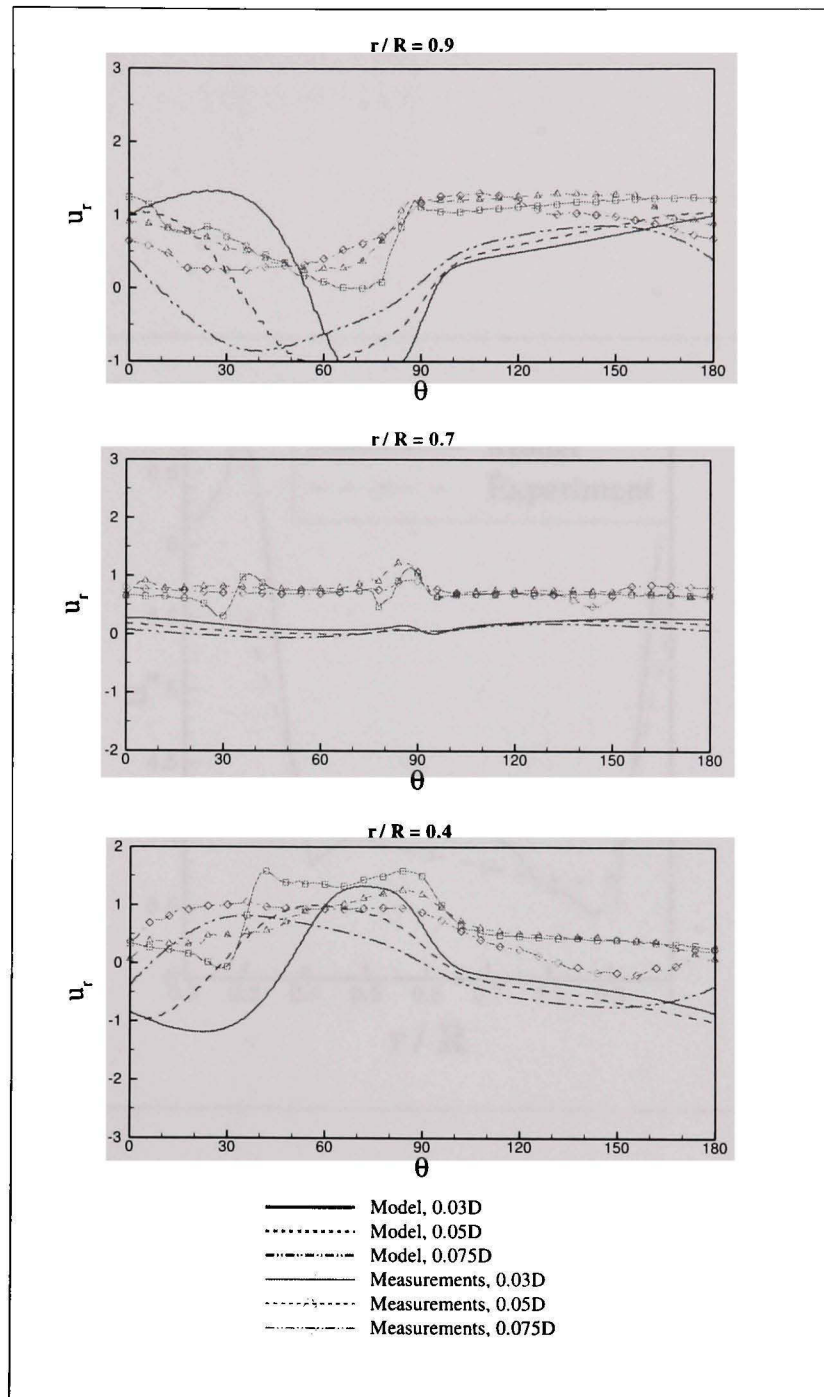 r / R = 0.9
3
2
1
0
-1
u_r
0 30 60 90 120 150 180
θ
r / R = 0.7
3
2
1
0
-1
-2
u_r
0 30 60 90 120 150 180
θ
r / R = 0.4
2
1
0
-1
-2
-3
u_r
0 30 60 90 120 150 180
θ
Model, 0.03D
Model, 0.05D
Model, 0.075D
Measurements, 0.03D
Measurements, 0.05D
Measurements, 0.075D